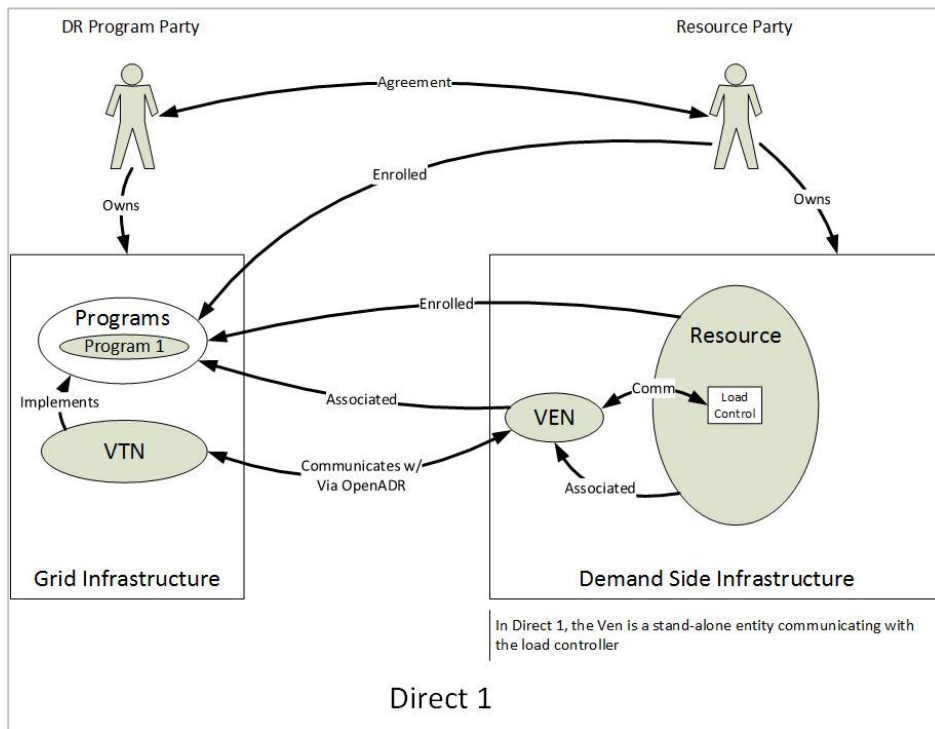 DR Program Party
Resource Party
Agreement
Enrolled
Owns
Owns
Programs
Program 1
Enrolled
Resource
Implements
Associated
Comm
Load
Control
VEN
VTN
Communicates w/
Via OpenADR
Associated
Grid Infrastructure
Demand Side Infrastructure
In Direct 1, the Ven is a stand-alone entity communicating with
the load controller
Direct 1